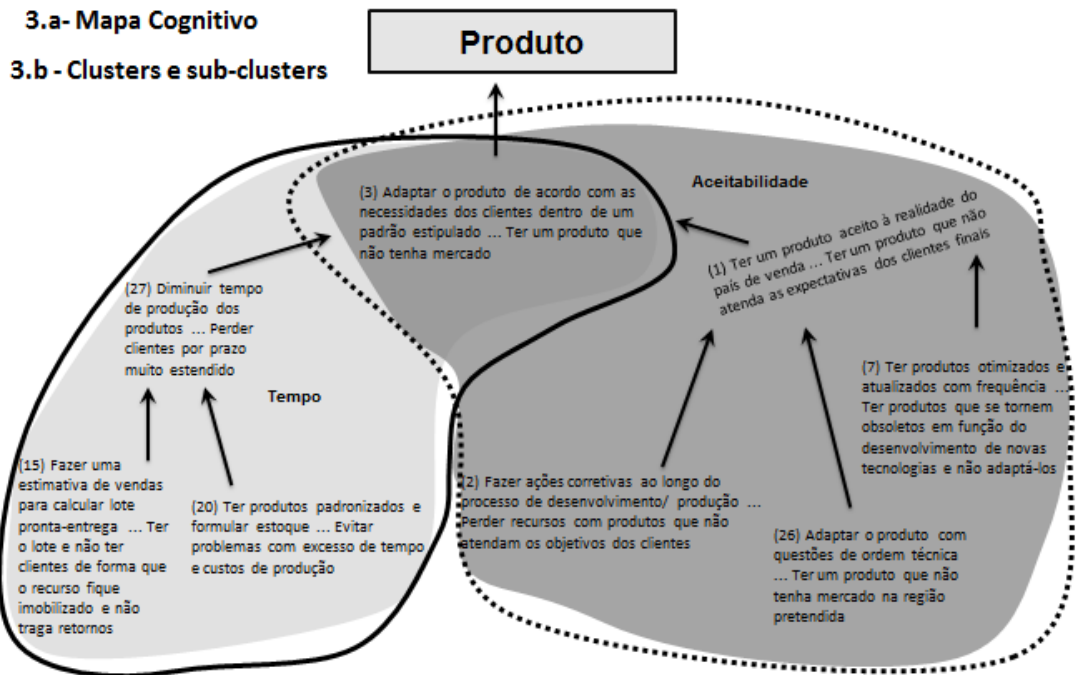 3.a- Mapa Cognitivo
3.b - Clusters e sub-clusters
Produto
(3) Adaptar o produto de acordo com as
necessidades dos clientes dentro de um
padrão estipulado ... Ter um produto que
não tenha mercado
Aceitabilidade
(1) Ter um produto aceito à realidade do
país de venda ... Ter um produto que não
atenda as expectativas dos clientes finais
(27) Diminuir tempo
de produção dos
produtos ... Perder
clientes por prazo
muito estendido
Tempo
(7) Ter produtos otimizados e
atualizados com frequência ...
Ter produtos que se tornem
obsoletos em função do
desenvolvimento de novas
tecnologias e não adaptá-los
(15) Fazer uma
estimativa de vendas
para calcular lote
pronta-entrega ... Ter
o lote e não ter
clientes de forma que
o recurso fique
imobilizado e não
traga retornos
(20) Ter produtos padronizados e
formular estoque ... Evitar
problemas com excesso de tempo
e custos de produção
(2) Fazer ações corretivas ao longo do
processo de desenvolvimento/ produção ...
Perder recursos com produtos que não
atendam os objetivos dos clientes
(26) Adaptar o produto com
questões de ordem técnica
... Ter um produto que não
tenha mercado na região
pretendida